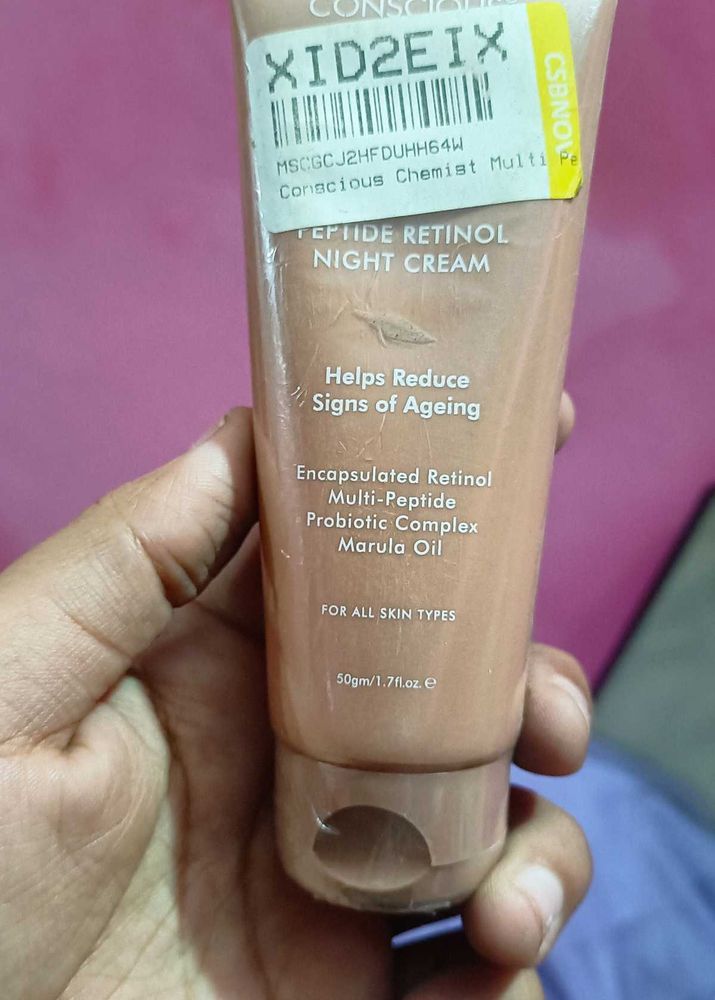 CONSCIOUS
XID2EIX
CSBNOV
MSCGCJ2HFDUHH64W
Conscious Chemist Multi Pe
PEPTIDE RETINOL
NIGHT CREAM
Helps Reduce
Signs of Ageing
Encapsulated Retinol
Multi-Peptide
Probiotic Complex
Marula Oil
FOR ALL SKIN TYPES
50gm/1.7fl.oz. ℮